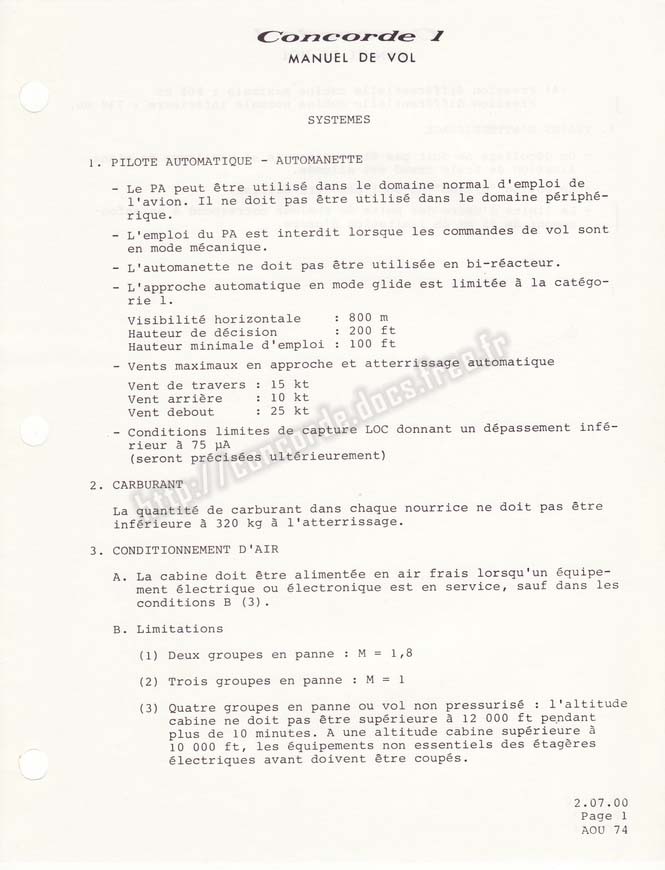 Concorde 1
MANUEL DE VOL
SYSTEMES
1. PILOTE AUTOMATIQUE - AUTOMANETTE
- Le PA peut être utilisé dans le domaine normal d'emploi de
l'avion. Il ne doit pas être utilisé dans le domaine périphé-
rique.
- L'emploi du PA est interdit lorsque les commandes de vol sont
en mode mécanique.
- L'automanette ne doit pas être utilisée en bi-réacteur.
- L'approche automatique en mode glide est limitée à la catégo-
rie 1.
Visibilité horizontale : 800 m
Hauteur de décision : 200 ft
Hauteur minimale d'emploi : 100 ft
- Vents maximaux en approche et atterrissage automatique
Vent de travers : 15 kt
Vent arrière : 10 kt
Vent debout : 25 kt
- Conditions limites de capture LOC donnant un dépassement infé-
rieur à 75 µA
(seront précisées ultérieurement)
http://concorde.docs.free.fr
2. CARBURANT
La quantité de carburant dans chaque nourrice ne doit pas être
inférieure à 320 kg à l'atterrissage.
3. CONDITIONNEMENT D'AIR
A. La cabine doit être alimentée en air frais lorsqu'un équipe-
ment électrique ou électronique est en service, sauf dans les
conditions B (3).
B. Limitations
(1) Deux groupes en panne : M = 1,8
(2) Trois groupes en panne : M = 1
(3) Quatre groupes en panne ou vol non pressurisé : l'altitude
cabine ne doit pas être supérieure à 12 000 ft pendant
plus de 10 minutes. A une altitude cabine supérieure à
10 000 ft, les équipements non essentiels des étagères
électriques avant doivent être coupés.
2.07.00
Page 1
AOU 74